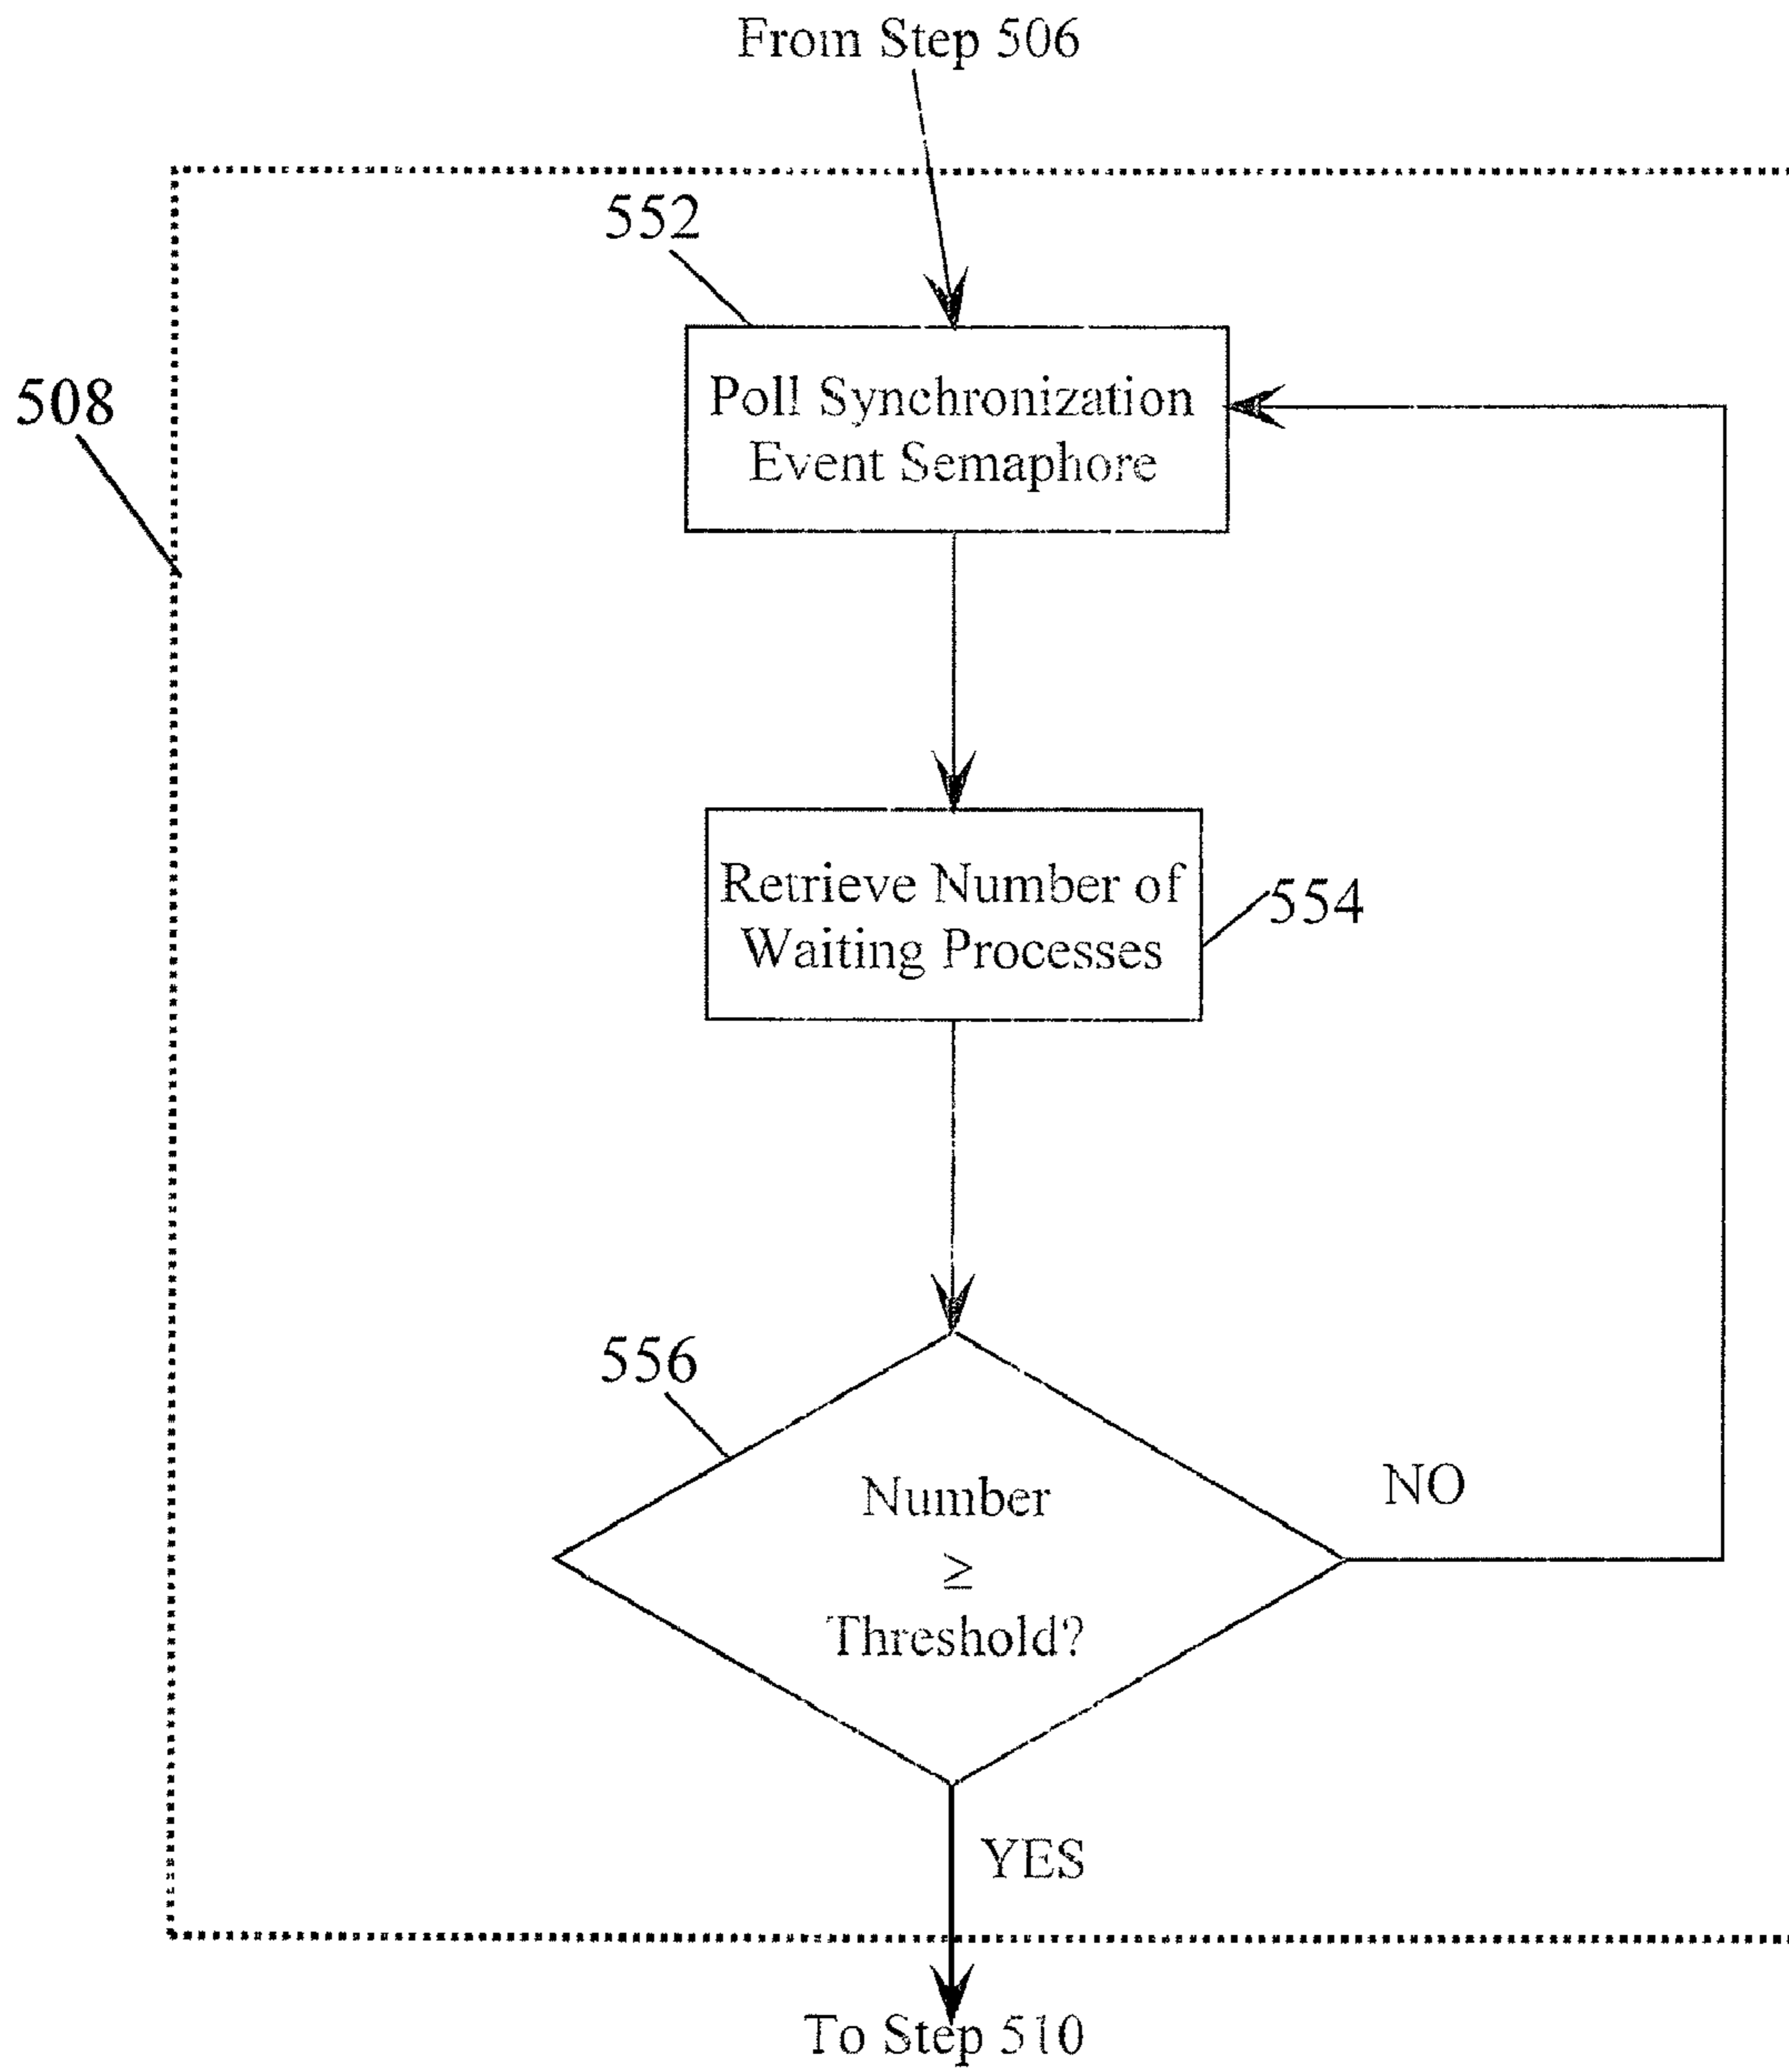 From Step 506
552
508
Poll Synchronization
Event Semaphore
Retrieve Number of
Waiting Processes
554
556
Number
≥
Threshold?
NO
YES
To Step 510